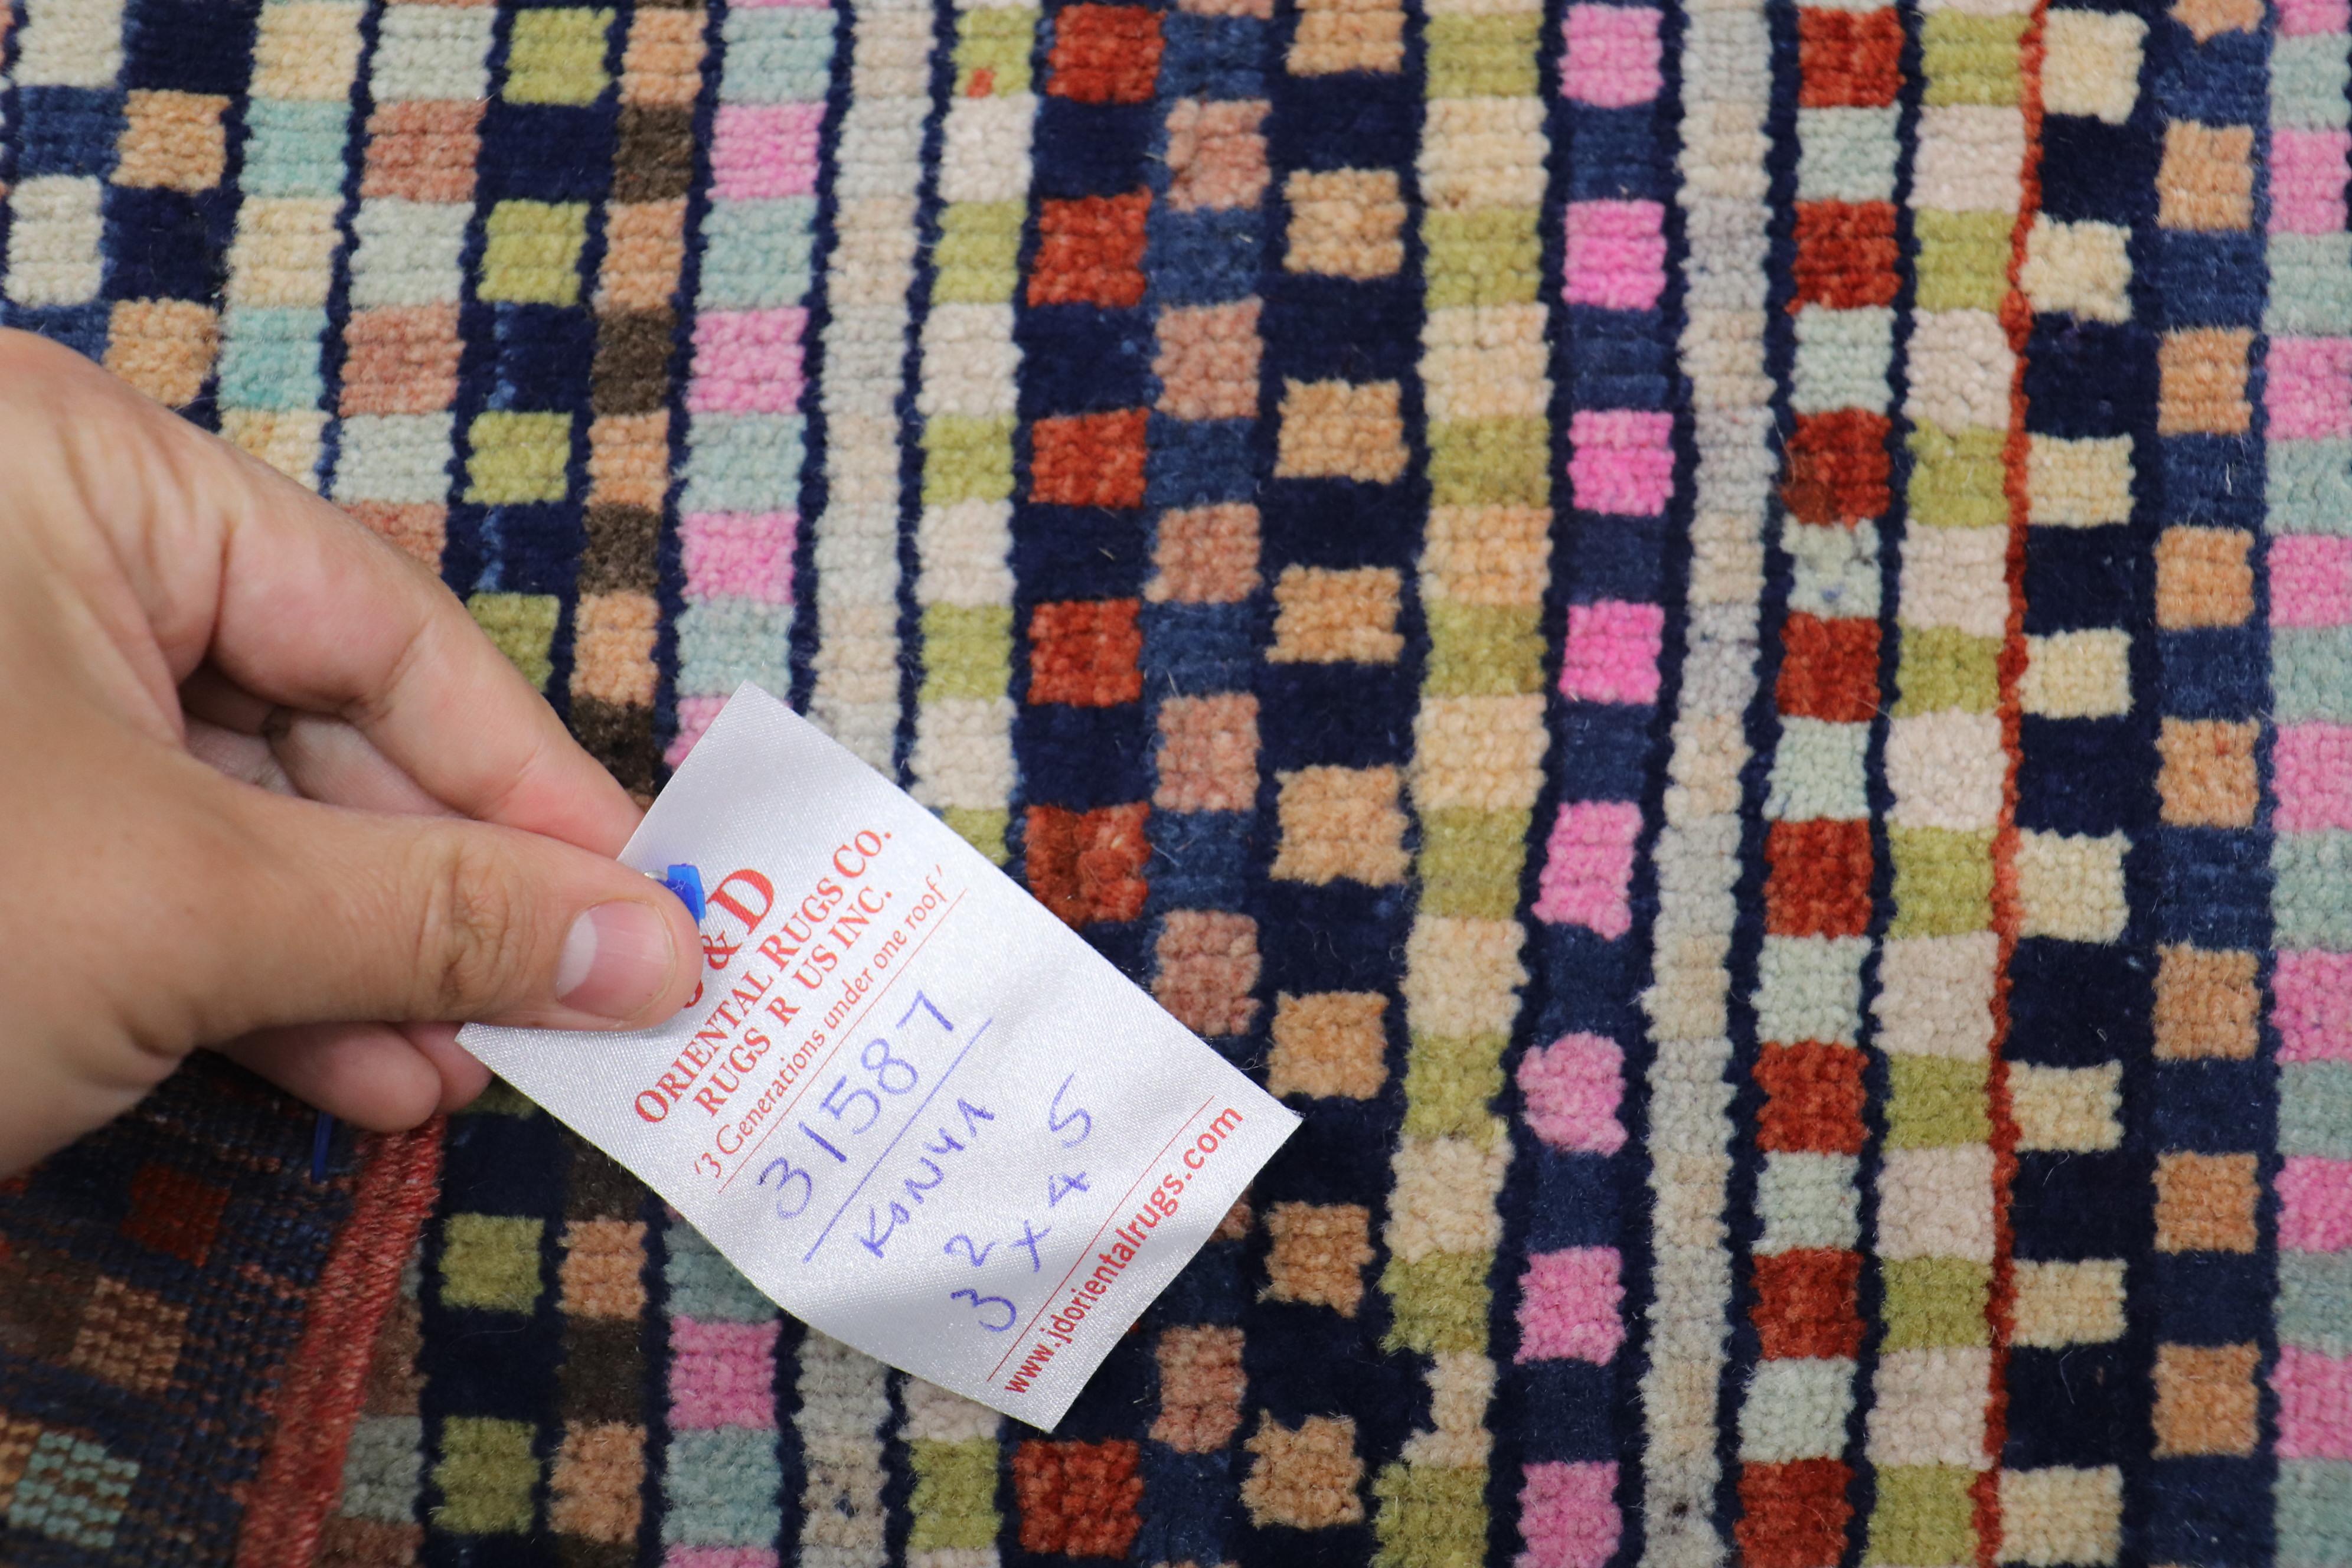 &D
ORIENTAL RUGS CO.
RUGS R US INC.
'3 Generations under one roof'
31587
KONYA
3 2 x 4 5
www.jdorientalrugs.com